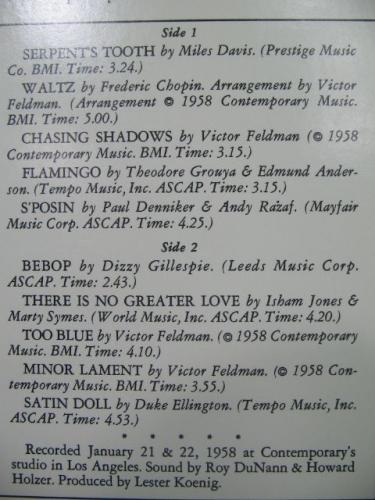 Side 1
SERPENT'S TOOTH by Miles Davis. (Prestige Music
Co. BMI. Time: 3.24.)
WALTZ by Frederic Chopin. Arrangement by Victor
Feldman. (Arrangement © 1958 Contemporary Music.
BMI. Time: 5.00.)
CHASING SHADOWS by Victor Feldman (© 1958
Contemporary Music. BMI. Time: 3.15.)
FLAMINGO by Theodore Grouya & Edmund Ander-
son. (Tempo Music, Inc. ASCAP. Time: 3.15.)
S'POSIN by Paul Denniker & Andy Razaf. (Mayfair
Music Corp. ASCAP. Time: 4.25.)
Side 2
BEBOP by Dizzy Gillespie. (Leeds Music Corp.
ASCAP. Time: 2.43.)
THERE IS NO GREATER LOVE by Isham Jones &
Marty Symes. (World Music, Inc. ASCAP. Time: 4.20.)
TOO BLUE by Victor Feldman. (© 1958 Contemporary
Music. BMI. Time: 4.10.)
MINOR LAMENT by Victor Feldman. (© 1958 Con-
temporary Music. BMI. Time: 3.55.)
SATIN DOLL by Duke Ellington. (Tempo Music, Inc.
ASCAP. Time: 4.53.)
* * * * *
Recorded January 21 & 22, 1958 at Contemporary's
studio in Los Angeles. Sound by Roy DuNann & Howard
Holzer. Produced by Lester Koenig.